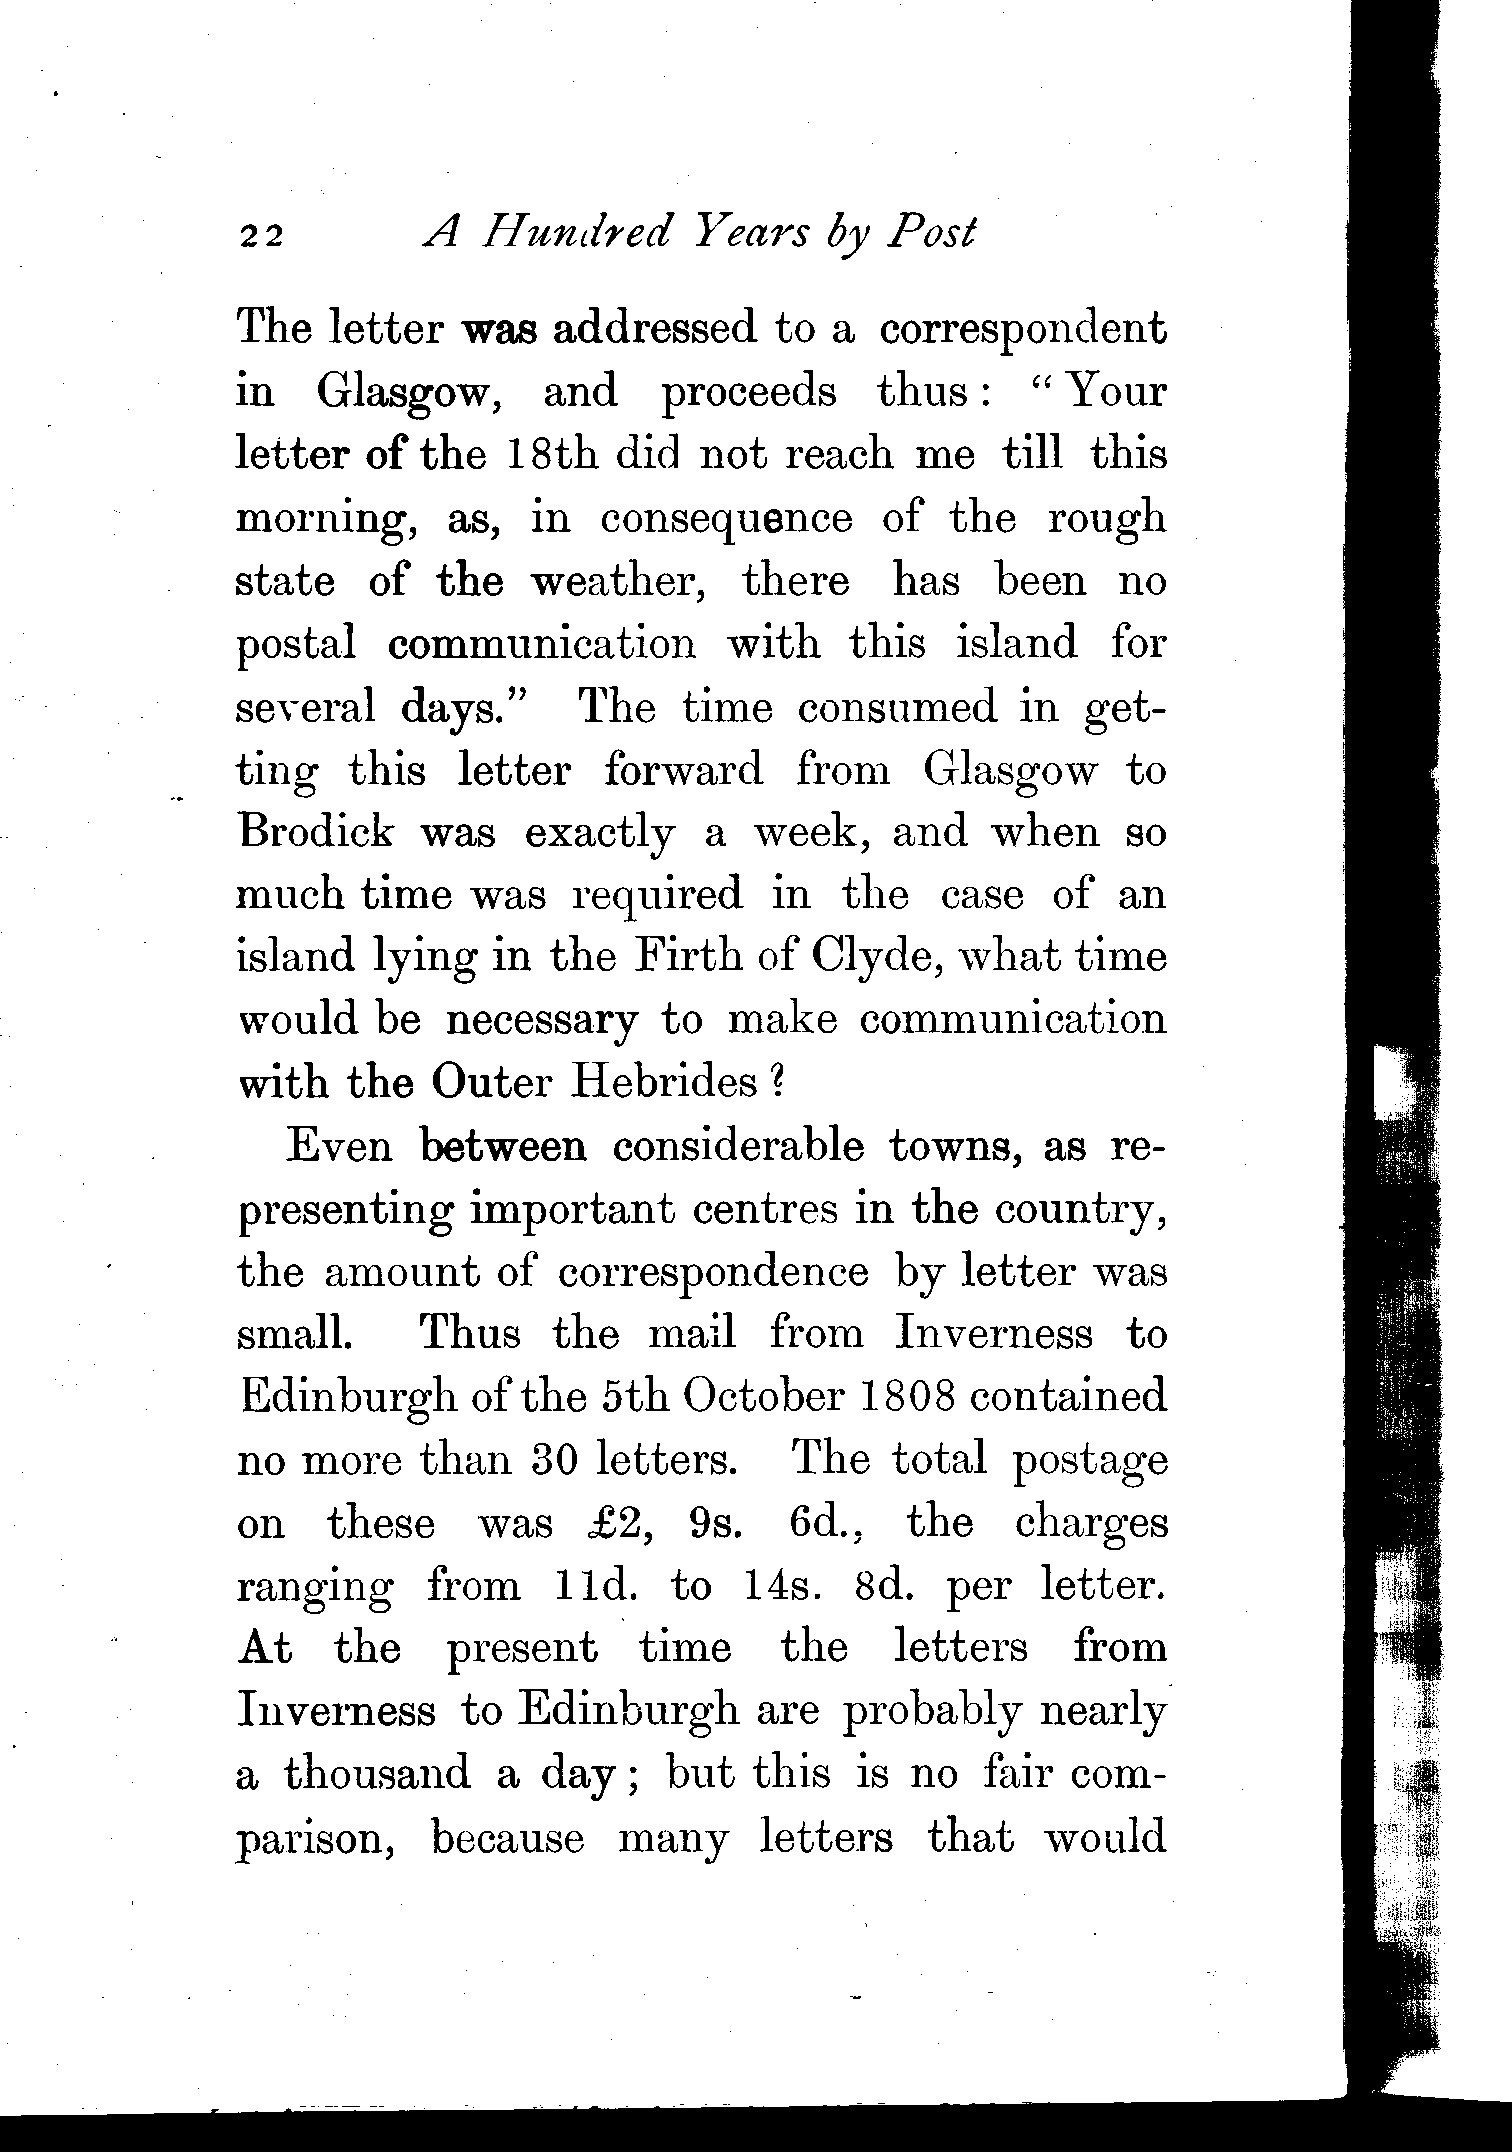 22 A Hundred Years by Post
The letter was addressed to a correspondent
in Glasgow, and proceeds thus: “Your
letter of the 18th did not reach me till this
morning, as, in consequence of the rough
state of the weather, there has been no
postal communication with this island for
several days.” The time consumed in get-
ting this letter forward from Glasgow to
Brodick was exactly a week, and when so
much time was required in the case of an
island lying in the Firth of Clyde, what time
would be necessary to make communication
with the Outer Hebrides?
Even between considerable towns, as re-
presenting important centres in the country,
the amount of correspondence by letter was
small. Thus the mail from Inverness to
Edinburgh of the 5th October 1808 contained
no more than 30 letters. The total postage
on these was £2, 9s. 6d., the charges
ranging from 11d. to 14s. 8d. per letter.
At the present time the letters from
Inverness to Edinburgh are probably nearly
a thousand a day; but this is no fair com-
parison, because many letters that would